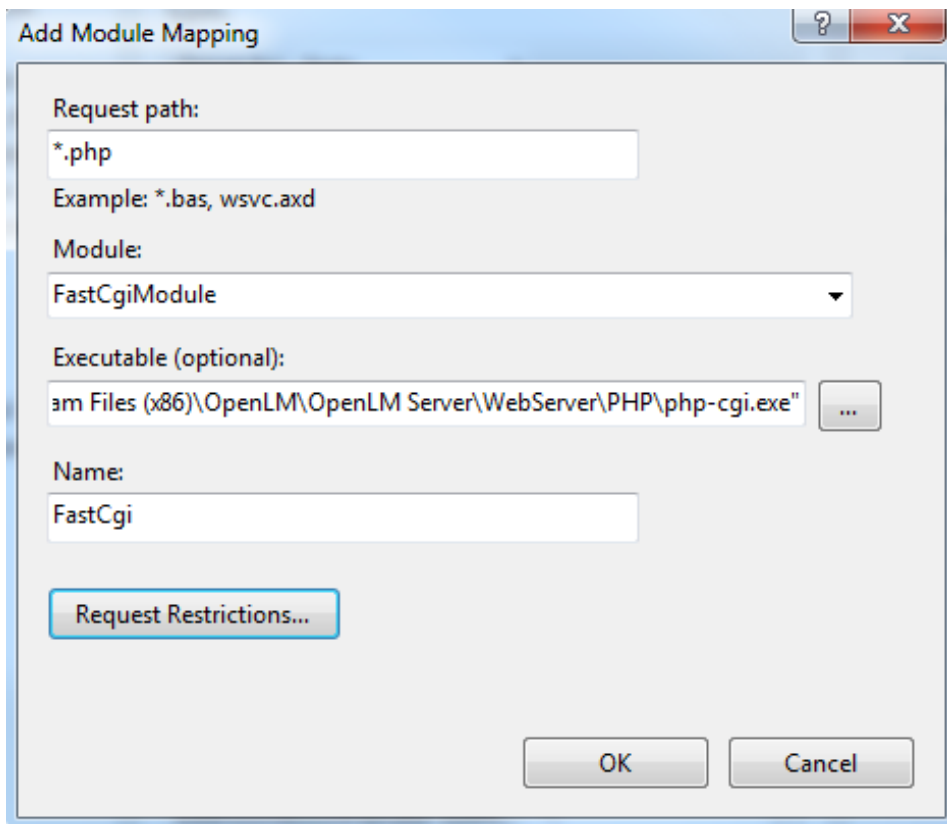 Add Module Mapping
?
Request path:
*.php
Example: *.bas, wsvc.axd
Module:
FastCgiModule
Executable (optional):
am Files (x86)\OpenLM\OpenLM Server\WebServer\PHP\php-cgi.exe"
...
Name:
FastCgi
Request Restrictions...
OK
Cancel